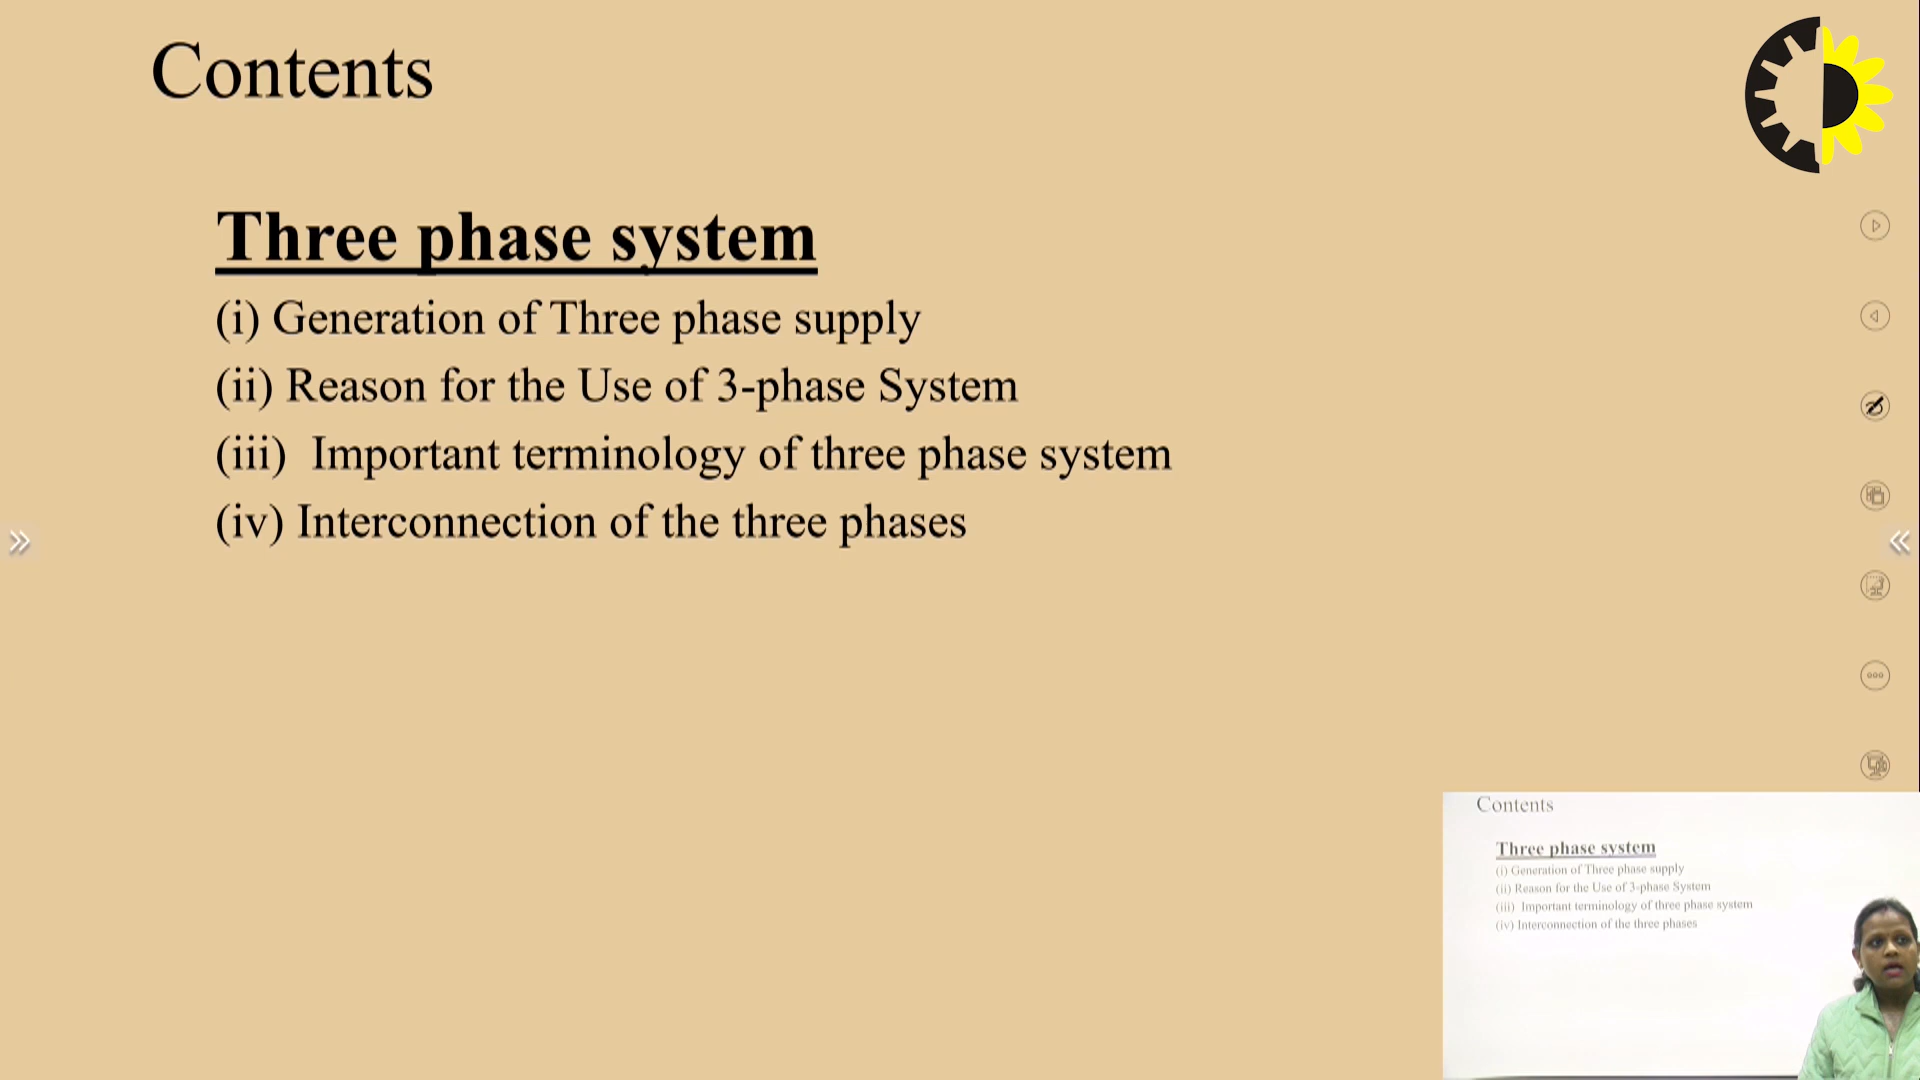 Contents
Three phase system
(i) Generation of Three phase supply
(ii) Reason for the Use of 3-phase System
(iii) Important terminology of three phase system
(iv) Interconnection of the three phases
Contents
Three phase system
(i) Generation of Three phase supply
(ii) Reason for the Use of 3-phase System
(iii) Important terminology of three phase system
(iv) Interconnection of the three phases